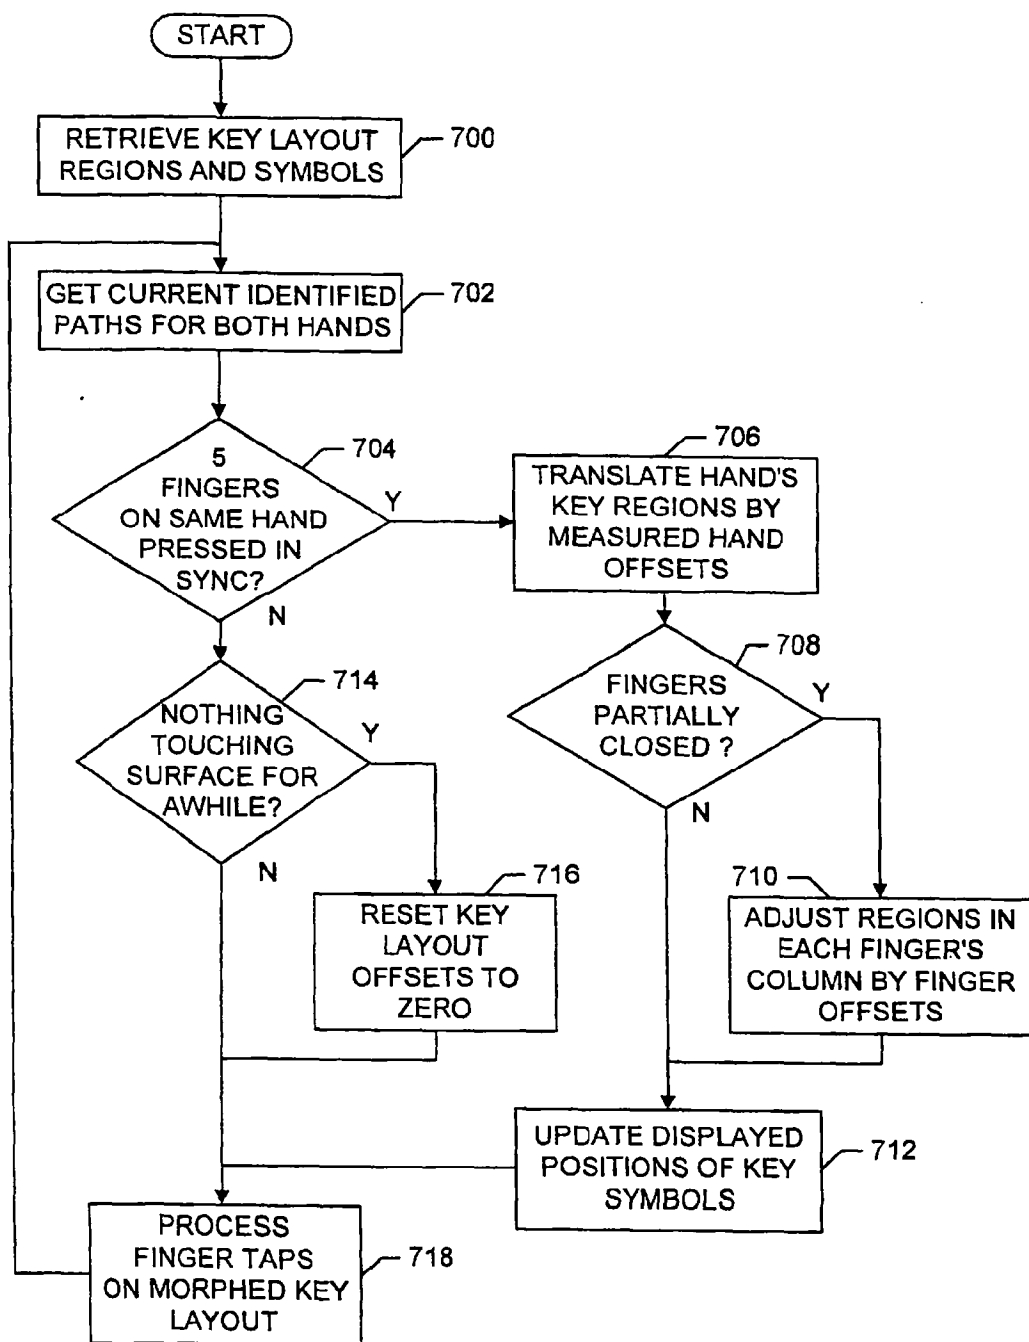 START
RETRIEVE KEY LAYOUT
REGIONS AND SYMBOLS
700
GET CURRENT IDENTIFIED
PATHS FOR BOTH HANDS
702
5
FINGERS
ON SAME HAND
PRESSED IN
SYNC?
704
Y
N
TRANSLATE HAND'S
KEY REGIONS BY
MEASURED HAND
OFFSETS
706
FINGERS
PARTIALLY
CLOSED ?
708
Y
N
NOTHING
TOUCHING
SURFACE FOR
AWHILE?
714
Y
N
RESET KEY
LAYOUT
OFFSETS TO
ZERO
716
ADJUST REGIONS IN
EACH FINGER'S
COLUMN BY FINGER
OFFSETS
710
UPDATE DISPLAYED
POSITIONS OF KEY
SYMBOLS
712
PROCESS
FINGER TAPS
ON MORPHED KEY
LAYOUT
718